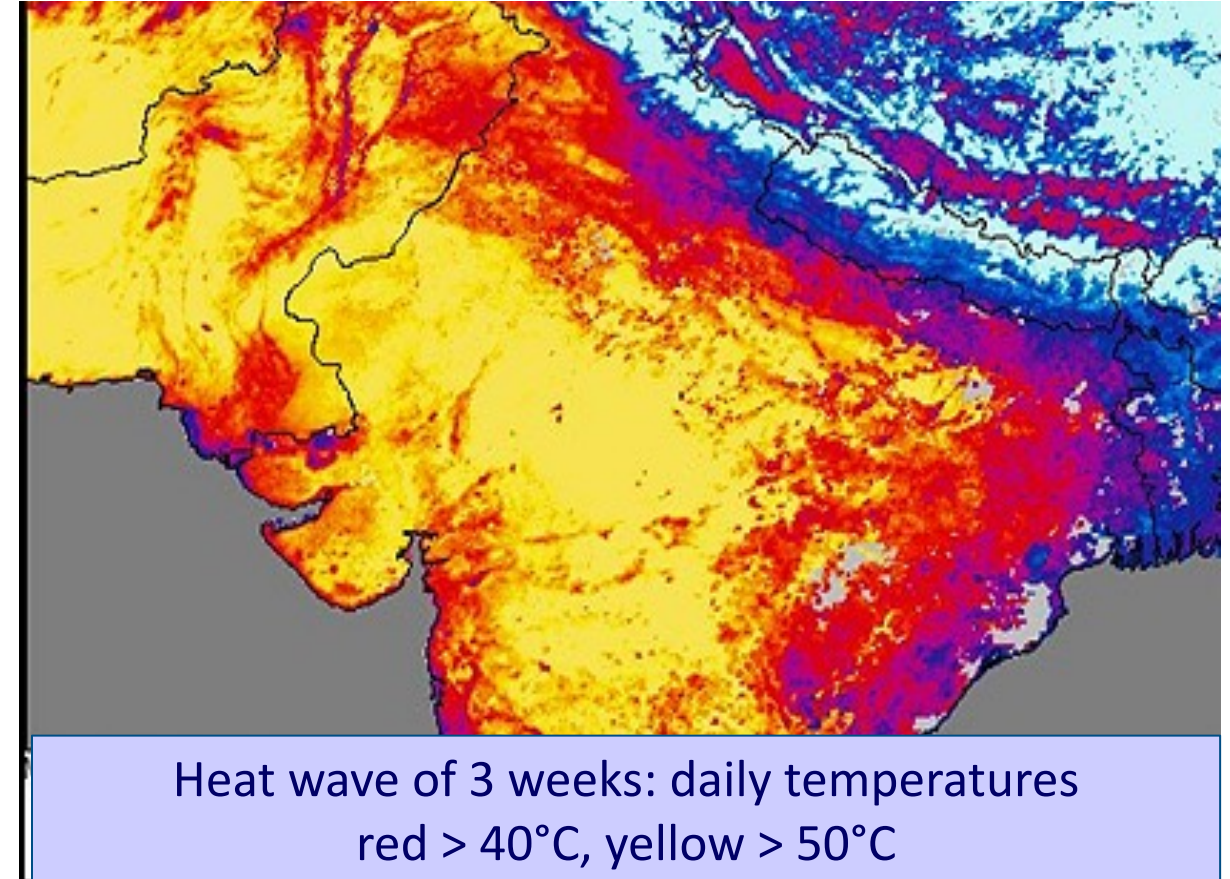 Heat wave of 3 weeks: daily temperatures
red > 40°C, yellow > 50°C